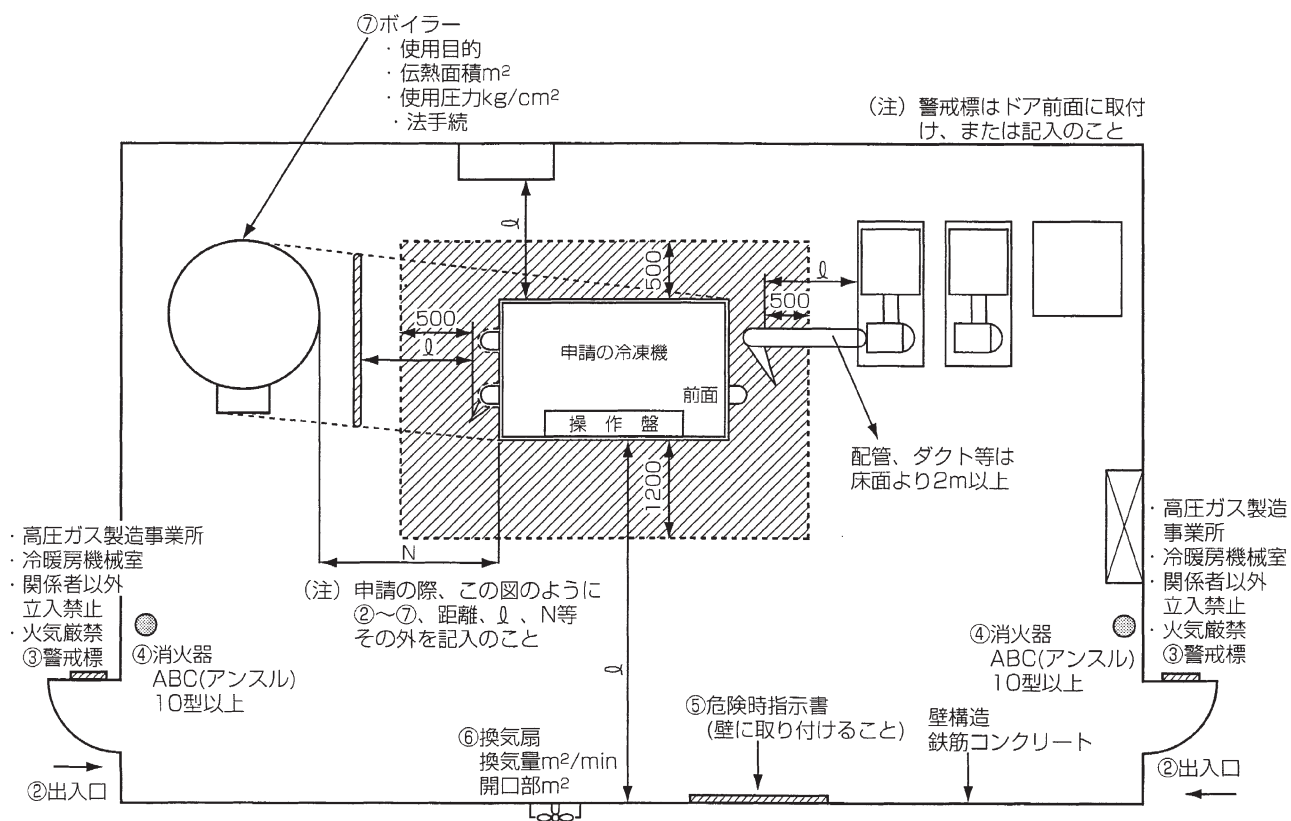 ⑦ボイラー
・使用目的
・伝熱面積m²
・使用圧力kg/cm²
・法手続
(注) 警戒標はドア前面に取付
け、または記入のこと
ℓ
500
ℓ
500
500
ℓ
申請の冷凍機
前面
操作盤
1200
配管、ダクト等は
床面より2m以上
N
(注) 申請の際、この図のように
②～⑦、距離、ℓ、N等
その外を記入のこと
・高圧ガス製造事業所
・冷暖房機械室
・関係者以外
立入禁止
・火気厳禁
③警戒標
④消火器
ABC(アンスル)
10型以上
②出入口
ℓ
⑥換気扇
換気量m²/min
開口部m²
⑤危険時指示書
(壁に取り付けること)
壁構造
鉄筋コンクリート
④消火器
ABC(アンスル)
10型以上
・高圧ガス製造
事業所
・冷暖房機械室
・関係者以外
立入禁止
・火気厳禁
③警戒標
②出入口